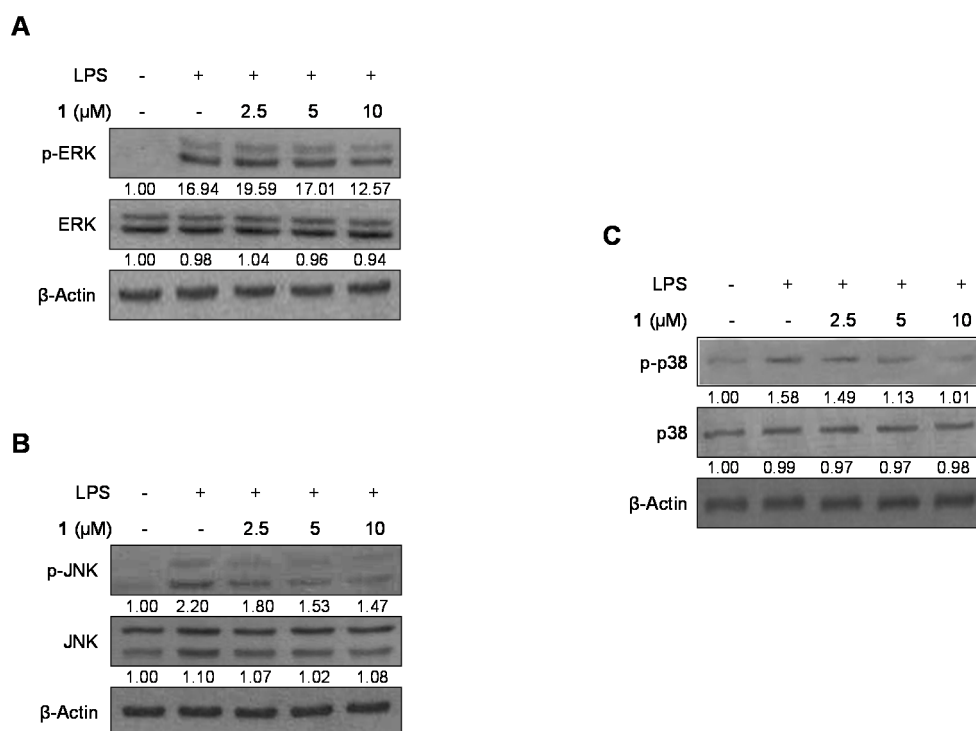 A
LPS - + + + +
1 (µM) - - 2.5 5 10
p-ERK
1.00 16.94 19.59 17.01 12.57
ERK
1.00 0.98 1.04 0.96 0.94
β-Actin
B
LPS - + + + +
1 (µM) - - 2.5 5 10
p-JNK
1.00 2.20 1.80 1.53 1.47
JNK
1.00 1.10 1.07 1.02 1.08
β-Actin
C
LPS - + + + +
1 (µM) - - 2.5 5 10
p-p38
1.00 1.58 1.49 1.13 1.01
p38
1.00 0.99 0.97 0.97 0.98
β-Actin